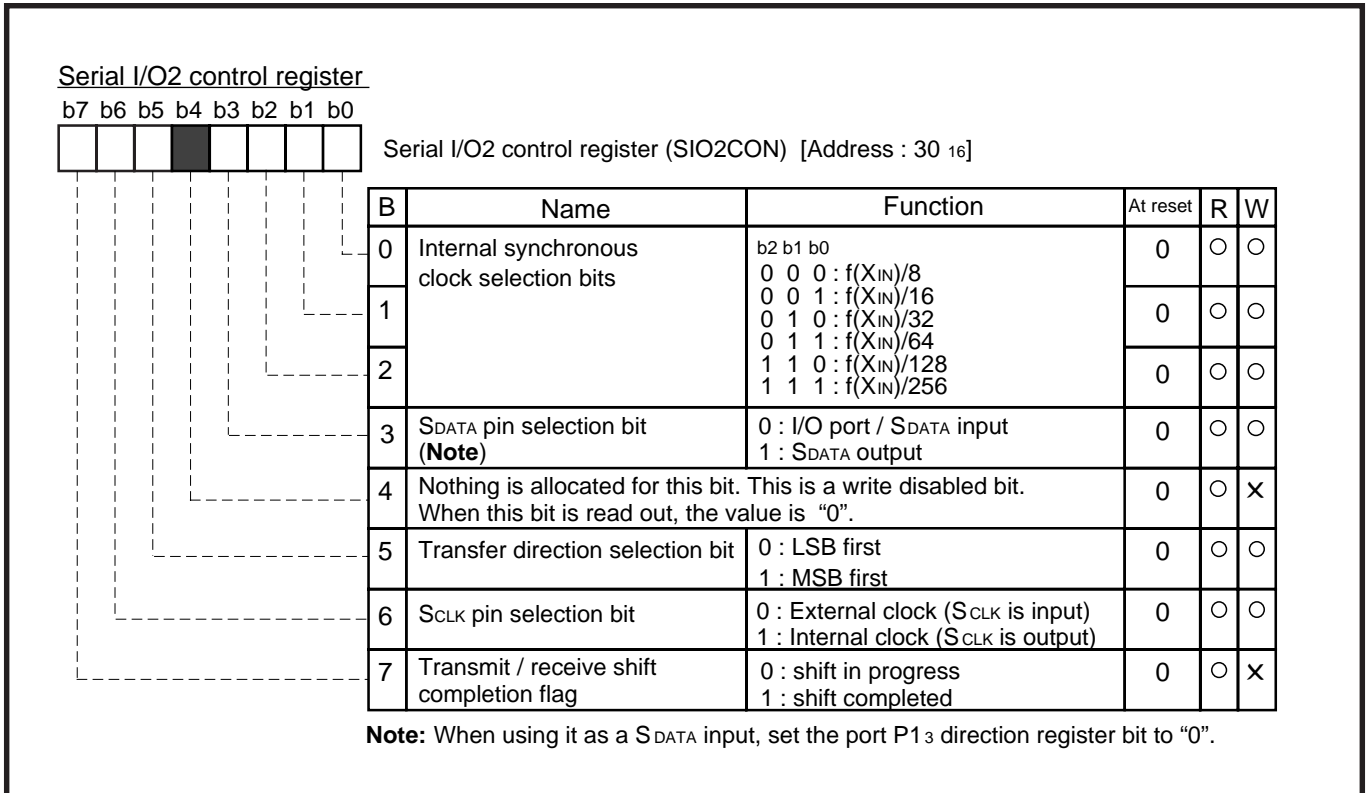 Serial I/O2 control register
b7 b6 b5 b4 b3 b2 b1 b0
Serial I/O2 control register (SIO2CON) [Address : 30 16]
B Name Function At reset R W
0 Internal synchronous clock selection bits b2 b1 b0 0 ○ ○
0 0 0 : f(XIN)/8
0 0 1 : f(XIN)/16
1 0 1 0 : f(XIN)/32 0 ○ ○
0 1 1 : f(XIN)/64
2 1 1 0 : f(XIN)/128 0 ○ ○
1 1 1 : f(XIN)/256
3 SDATA pin selection bit 0 : I/O port / SDATA input 0 ○ ○
(Note) 1 : SDATA output
4 Nothing is allocated for this bit. This is a write disabled bit. 0 ○ ×
When this bit is read out, the value is “0”.
5 Transfer direction selection bit 0 : LSB first 0 ○ ○
1 : MSB first
6 SCLK pin selection bit 0 : External clock (SCLK is input) 0 ○ ○
1 : Internal clock (SCLK is output)
7 Transmit / receive shift 0 : shift in progress 0 ○ ×
completion flag 1 : shift completed
Note: When using it as a SDATA input, set the port P13 direction register bit to “0”.